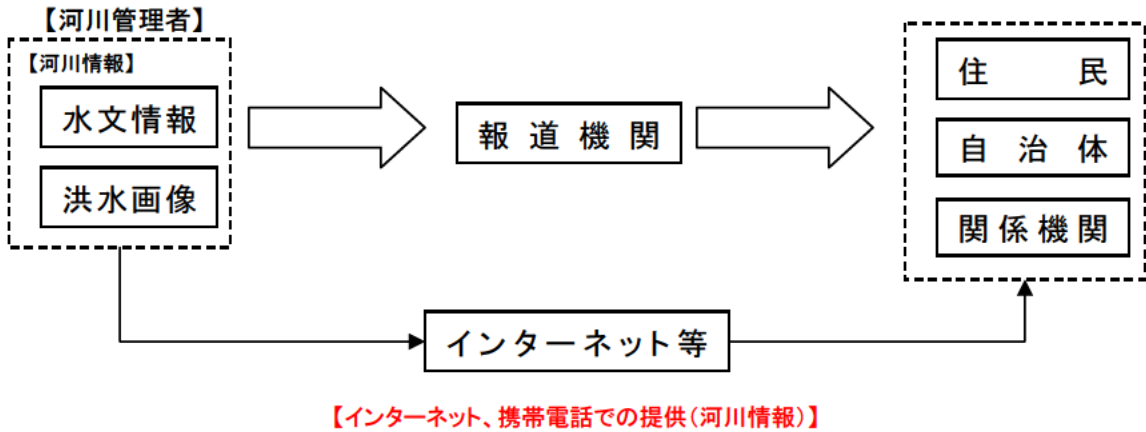 【河川管理者】
【河川情報】
水文情報
洪水画像
報道機関
住民
自治体
関係機関
インターネット等
【インターネット、携帯電話での提供(河川情報)】